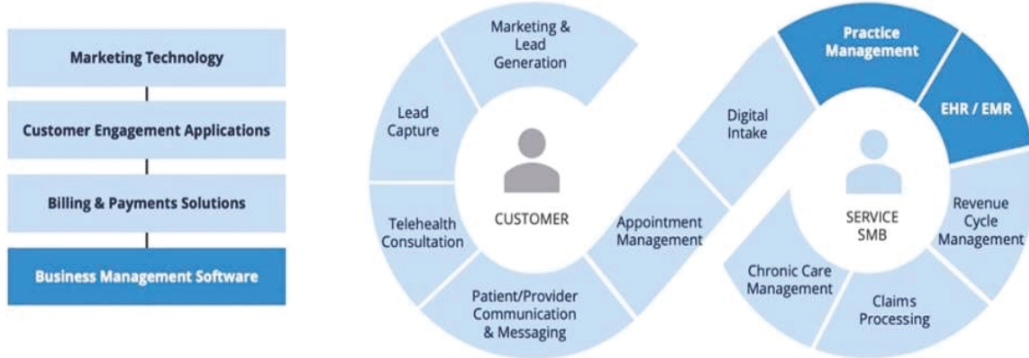 Marketing Technology
Customer Engagement Applications
Billing & Payments Solutions
Business Management Software
Marketing &
Lead
Generation
Lead
Capture
Telehealth
Consultation
Patient/Provider
Communication
& Messaging
CUSTOMER
Appointment
Management
Digital
Intake
Practice
Management
EHR / EMR
Revenue
Cycle
Management
Claims
Processing
Chronic Care
Management
SERVICE
SMB